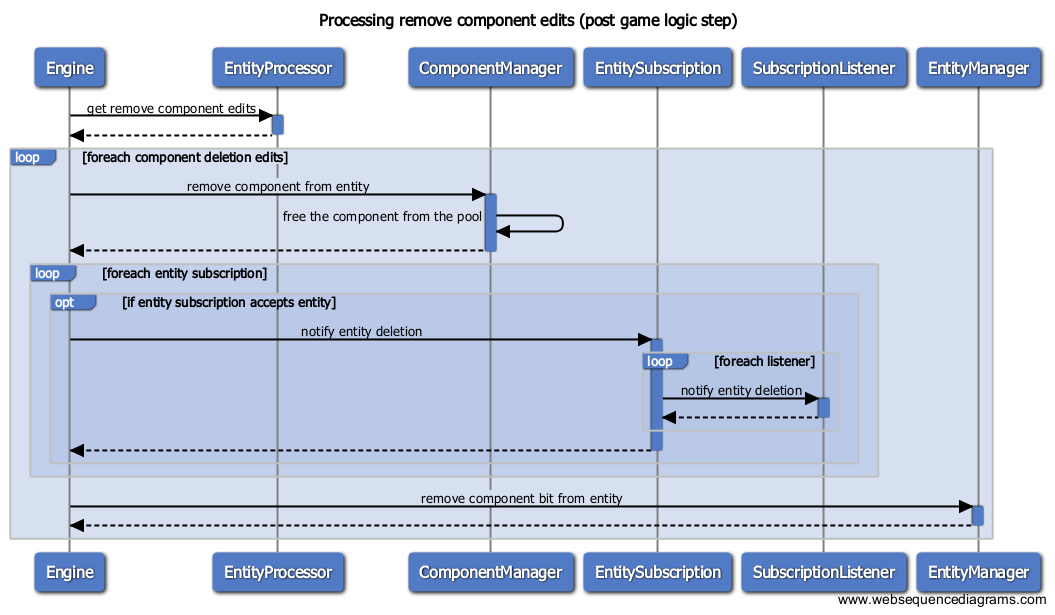 Processing remove component edits (post game logic step)
Engine EntityProcessor ComponentManager EntitySubscription SubscriptionListener EntityManager
get remove component edits
loop [foreach component deletion edits]
remove component from entity
free the component from the pool
loop [foreach entity subscription]
opt [if entity subscription accepts entity]
notify entity deletion
loop [foreach listener]
notify entity deletion
remove component bit from entity
Engine EntityProcessor ComponentManager EntitySubscription SubscriptionListener EntityManager
www.websequencediagrams.com